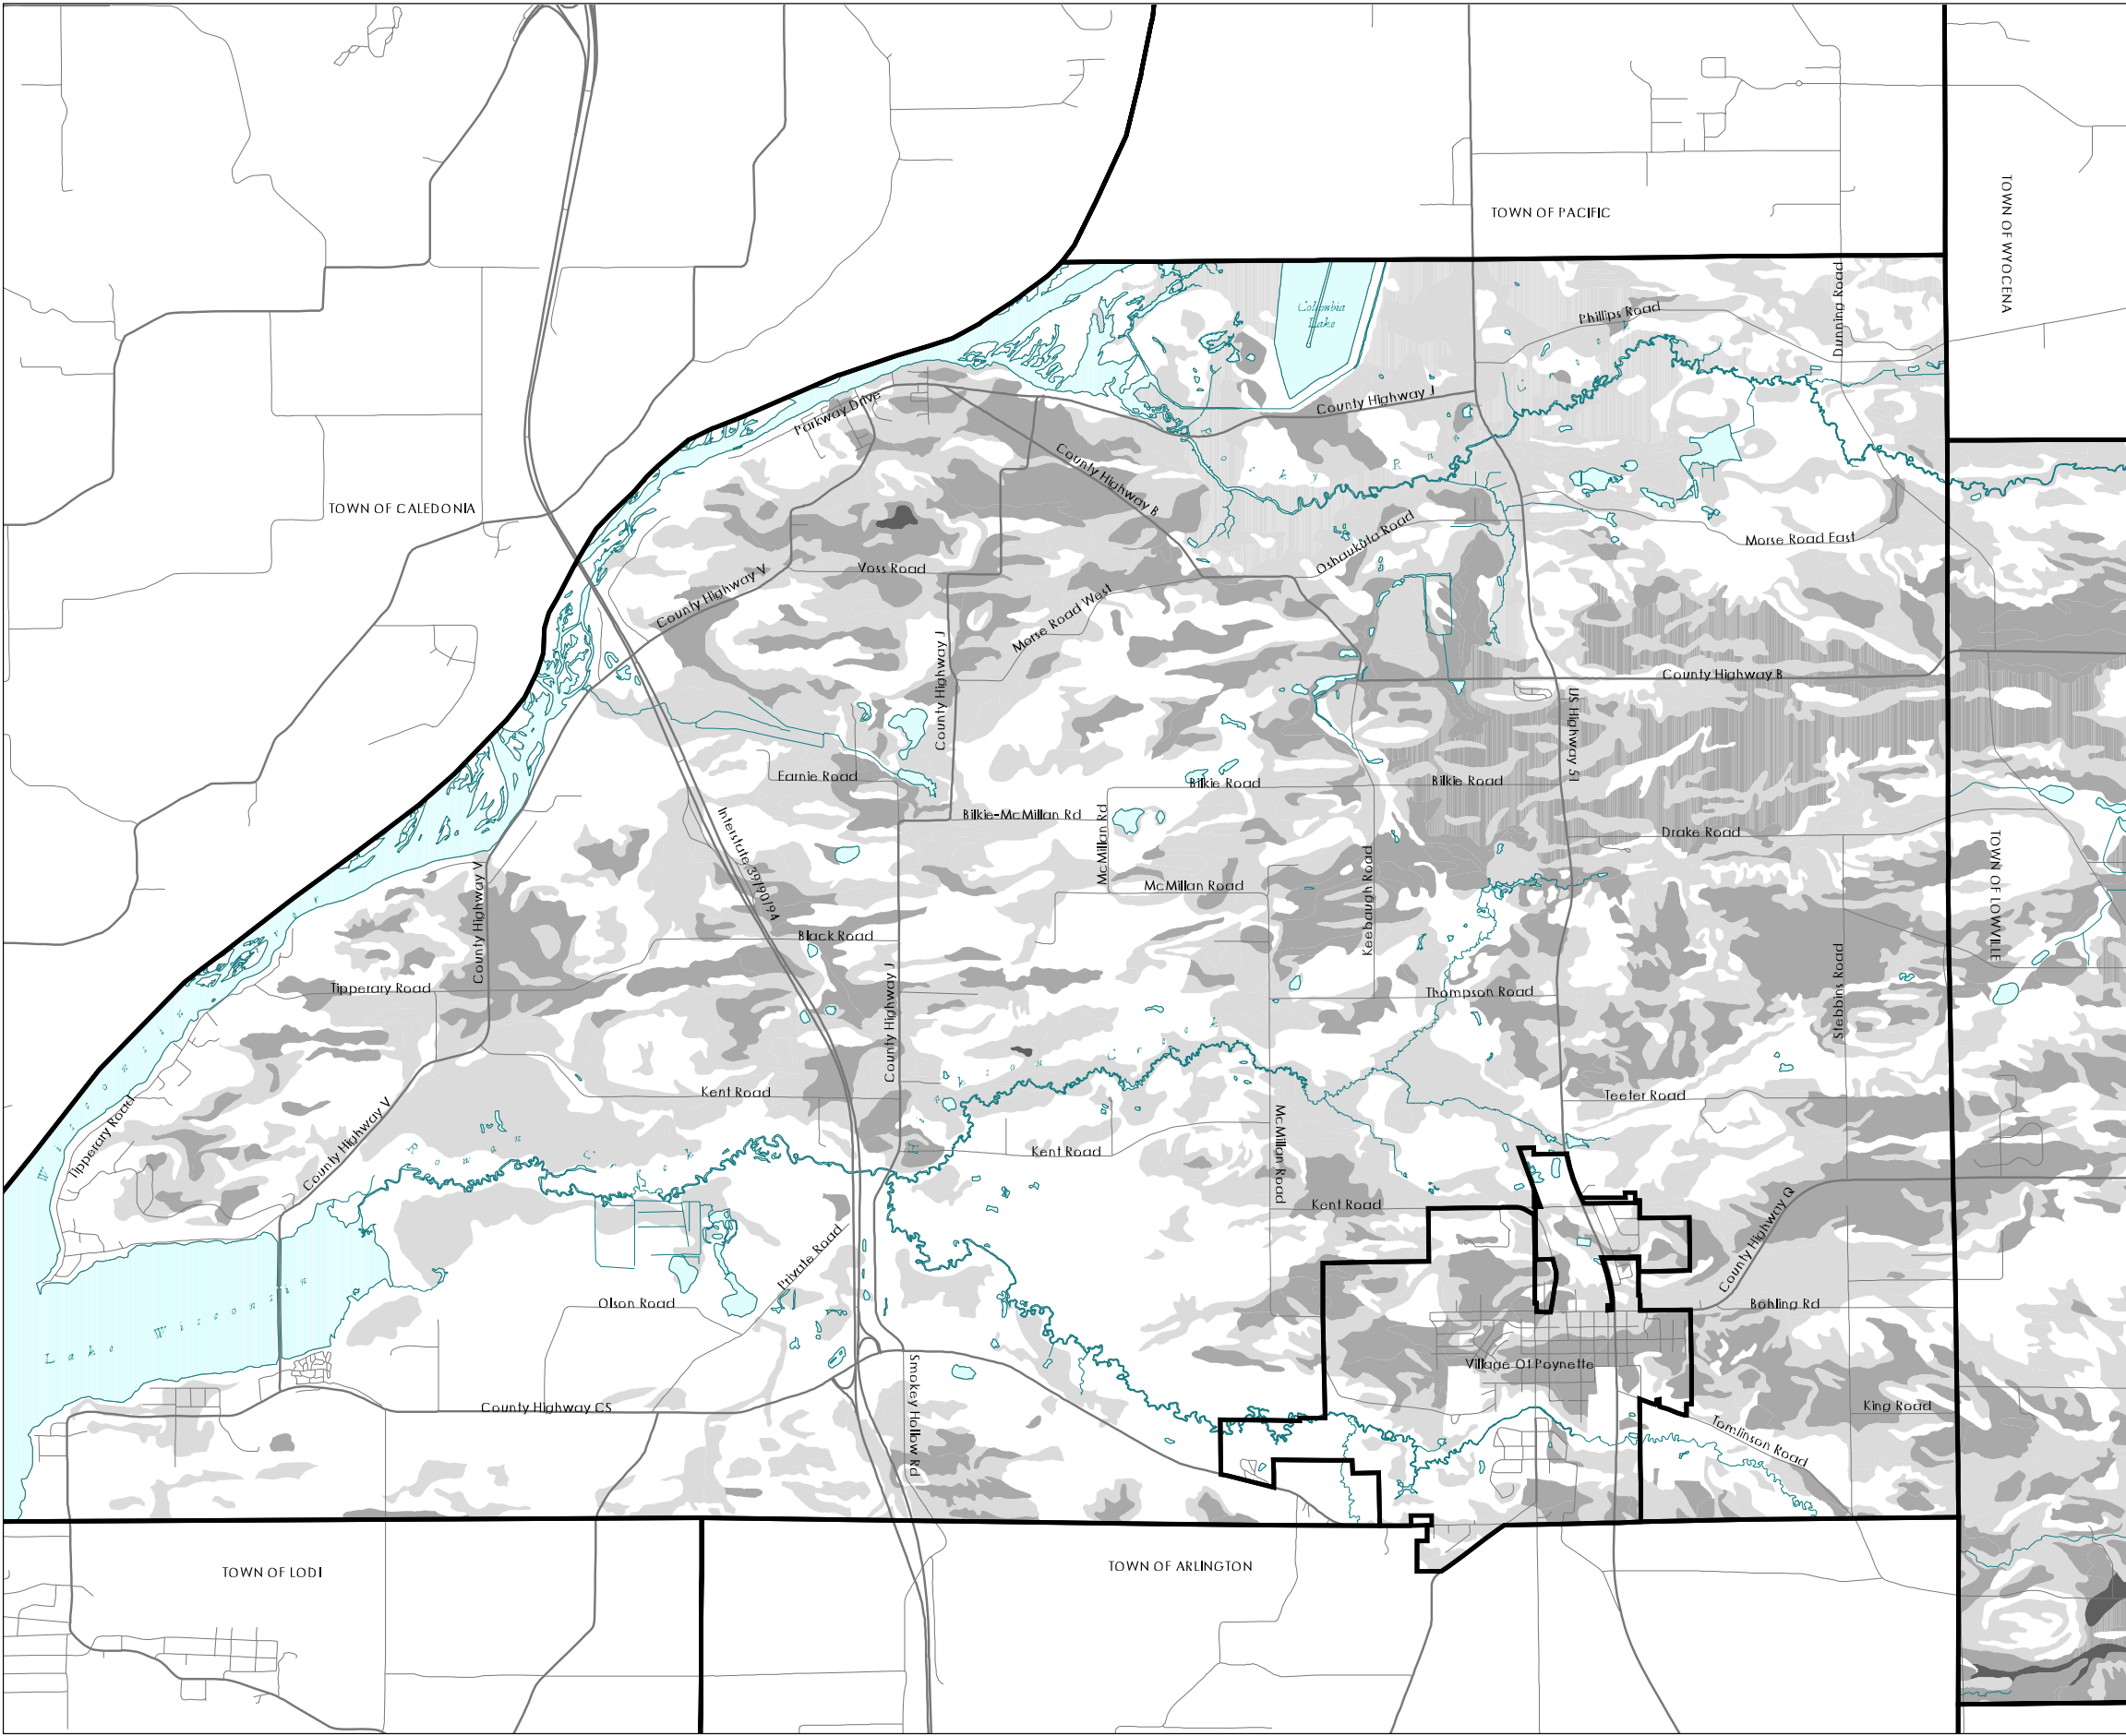 TOWN OF PACIFIC
TOWN OF WYOCENA
Columbia
Lake
Phillips Road
Dunning Road
Parkway Drive
County Highway J
County Highway B
TOWN OF CALEDONIA
Oshaukuta Road
Morse Road East
Voss Road
County Highway V
Morse Road West
County Highway J
County Highway B
US Highway 51
Earnie Road
Bilkie Road
Bilkie Road
Bilkie-McMillan Rd
McMillan Rd
Interstate 39/90/94
Drake Road
TOWN OF LOWVILLE
County Highway V
McMillan Road
Keebaugh Road
Black Road
Tipperary Road
County Highway J
Thompson Road
Stebbins Road
Kent Road
Teeter Road
Tipperary Road
County Highway V
Rowan Creek
Kent Road
McMillan Road
Kent Road
County Highway Q
Private Road
Olson Road
Bohling Rd
Lake Wisconsin
Village Of Poynette
Smokey Hollow Rd
County Highway CS
King Road
Tomlinson Road
TOWN OF LODI
TOWN OF ARLINGTON